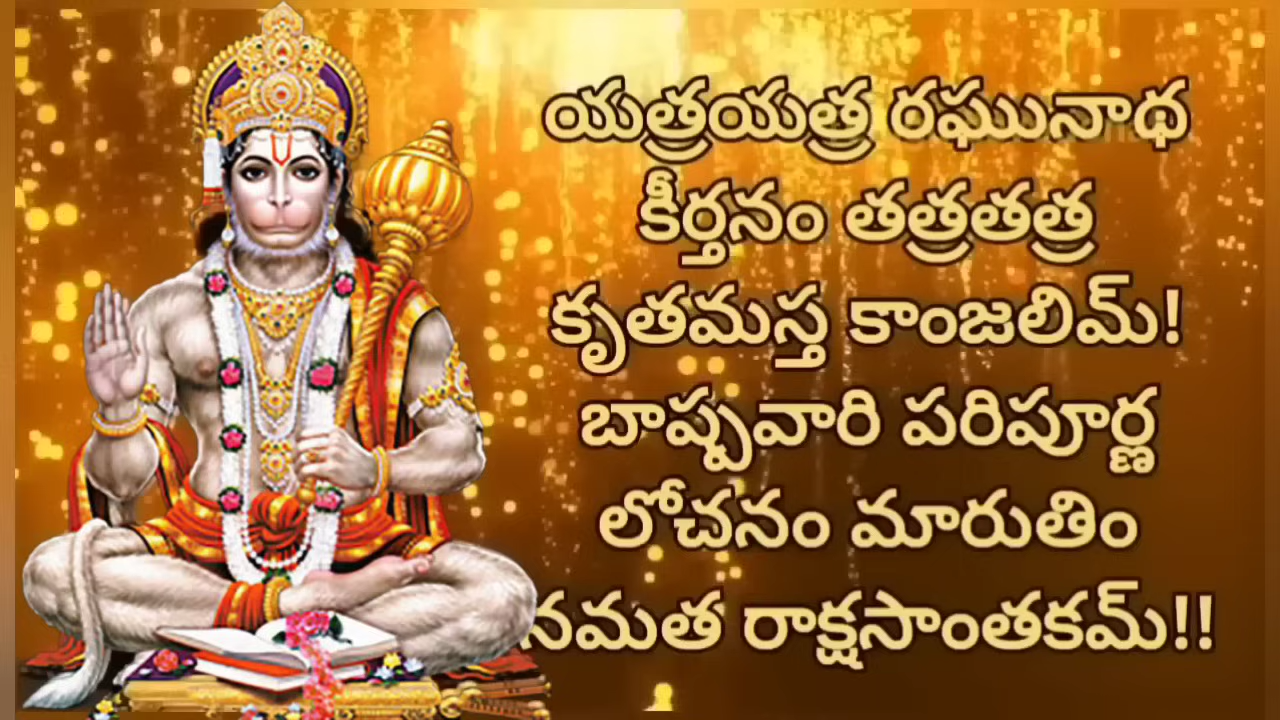 యత్రయత్ర రఘునాథ
కీర్తనం తత్రతత్ర
కృతమస్త కాంజలిమ్!
బాష్పవారి పరిపూర్ణ
లోచనం మారుతిం
నమత రాక్షసాంతకమ్!!